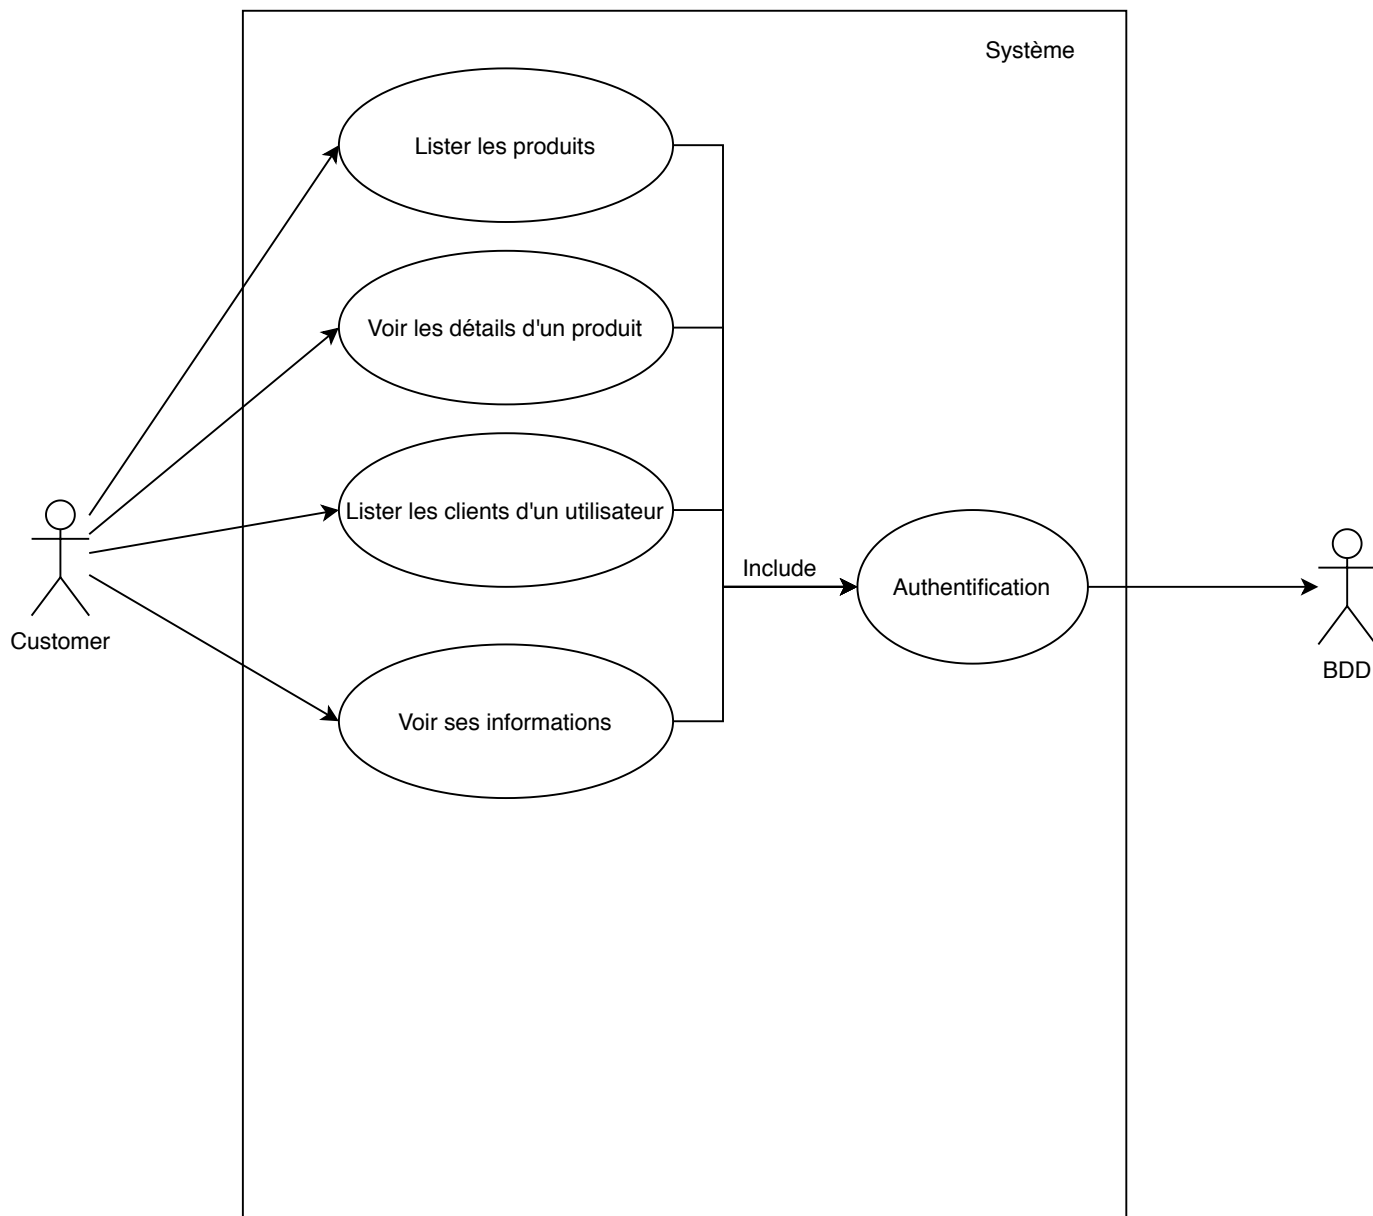 Système
Lister les produits
Voir les détails d'un produit
Lister les clients d'un utilisateur
Include
Authentification
Customer
BDD
Voir ses informations